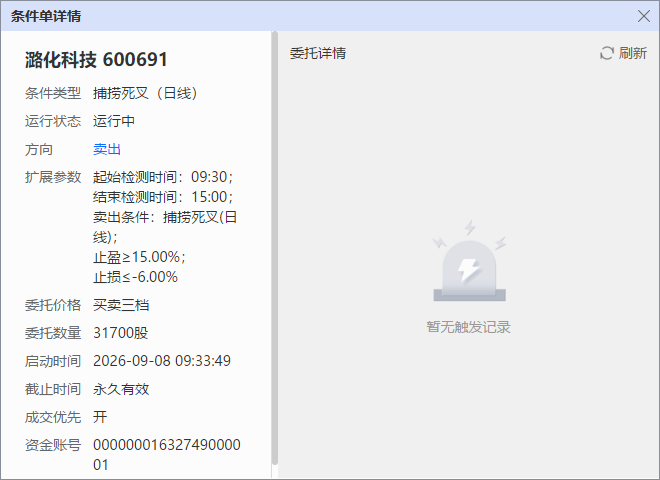 条件单详情
潞化科技 600691
条件类型 捕捞死叉（日线）
运行状态 运行中
方向 卖出
扩展参数 起始检测时间：09:30；
结束检测时间：15:00；
卖出条件：捕捞死叉(日
线)；
止盈≥15.00%；
止损≤-6.00%
委托价格 买卖三档
委托数量 31700股
启动时间 2026-09-08 09:33:49
截止时间 永久有效
成交优先 开
资金账号 000000016327490000
01
委托详情
刷新
暂无触发记录